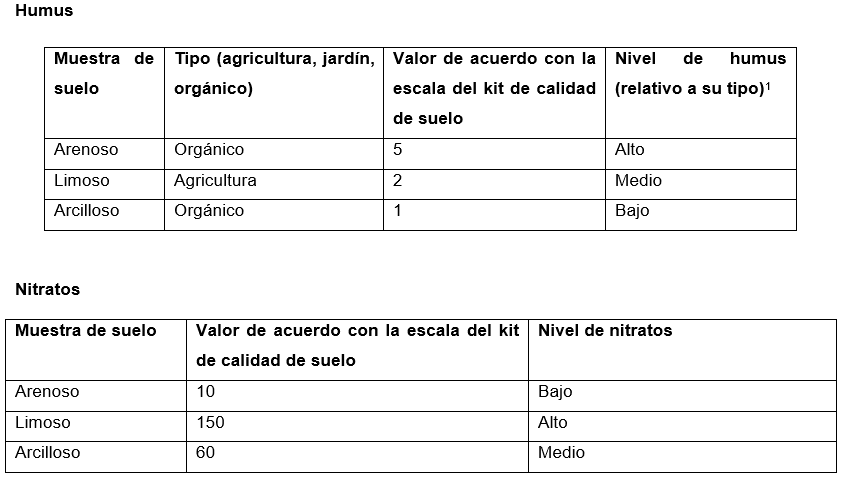 Humus
Muestra de suelo | Tipo (agricultura, jardín, orgánico) | Valor de acuerdo con la escala del kit de calidad de suelo | Nivel de humus (relativo a su tipo)¹
Arenoso | Orgánico | 5 | Alto
Limoso | Agricultura | 2 | Medio
Arcilloso | Orgánico | 1 | Bajo
Nitratos
Muestra de suelo | Valor de acuerdo con la escala del kit de calidad de suelo | Nivel de nitratos
Arenoso | 10 | Bajo
Limoso | 150 | Alto
Arcilloso | 60 | Medio